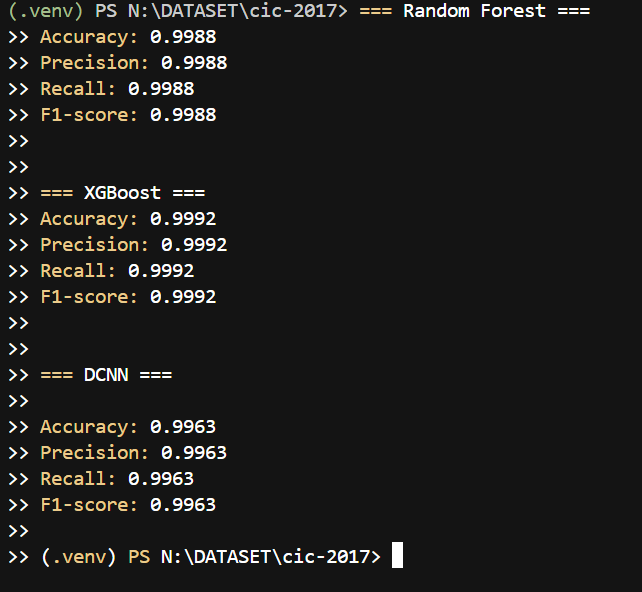 (.venv) PS N:\DATASET\cic-2017> === Random Forest ===
>> Accuracy: 0.9988
>> Precision: 0.9988
>> Recall: 0.9988
>> F1-score: 0.9988
>>
>>
>> === XGBoost ===
>> Accuracy: 0.9992
>> Precision: 0.9992
>> Recall: 0.9992
>> F1-score: 0.9992
>>
>>
>> === DCNN ===
>>
>> Accuracy: 0.9963
>> Precision: 0.9963
>> Recall: 0.9963
>> F1-score: 0.9963
>>
>> (.venv) PS N:\DATASET\cic-2017>